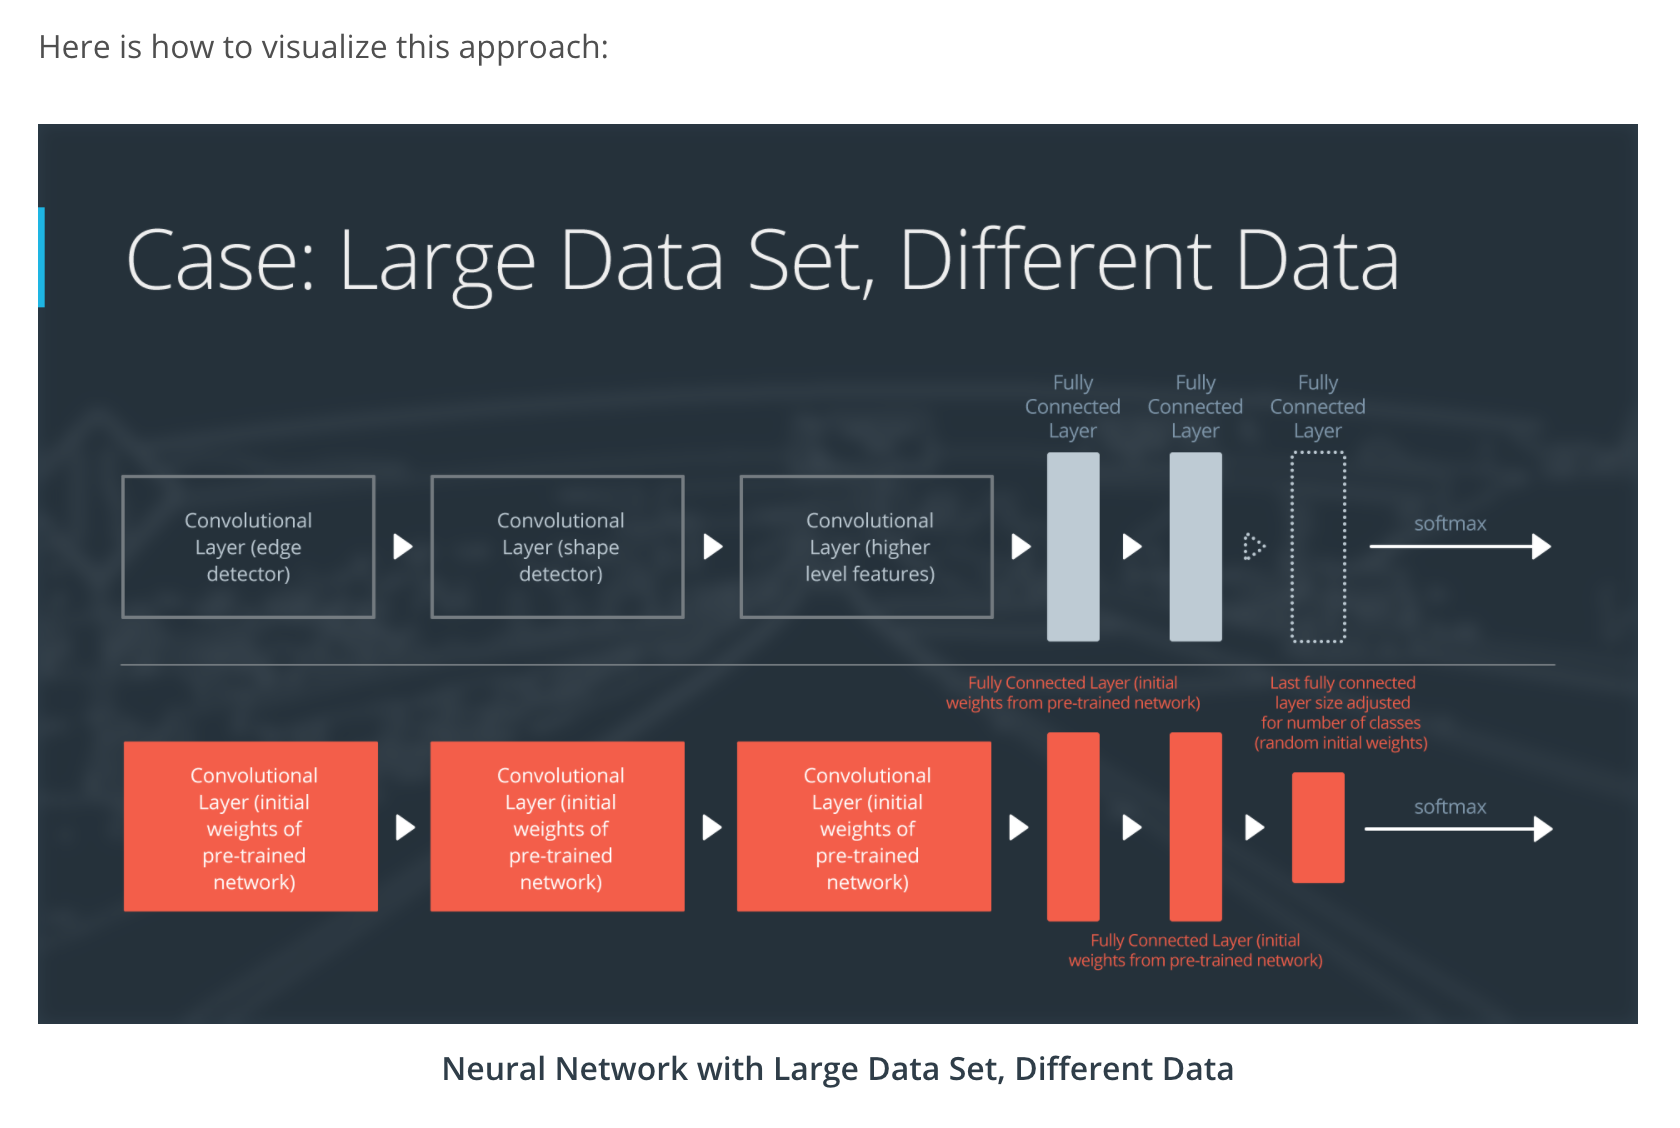 Here is how to visualize this approach:
Case: Large Data Set, Different Data
Fully
Connected
Layer
Fully
Connected
Layer
Fully
Connected
Layer
Convolutional
Layer (edge
detector)
Convolutional
Layer (shape
detector)
Convolutional
Layer (higher
level features)
softmax
Fully Connected Layer (initial
weights from pre-trained network)
Last fully connected
layer size adjusted
for number of classes
(random initial weights)
Convolutional
Layer (initial
weights of
pre-trained
network)
Convolutional
Layer (initial
weights of
pre-trained
network)
Convolutional
Layer (initial
weights of
pre-trained
network)
softmax
Fully Connected Layer (initial
weights from pre-trained network)
Neural Network with Large Data Set, Different Data